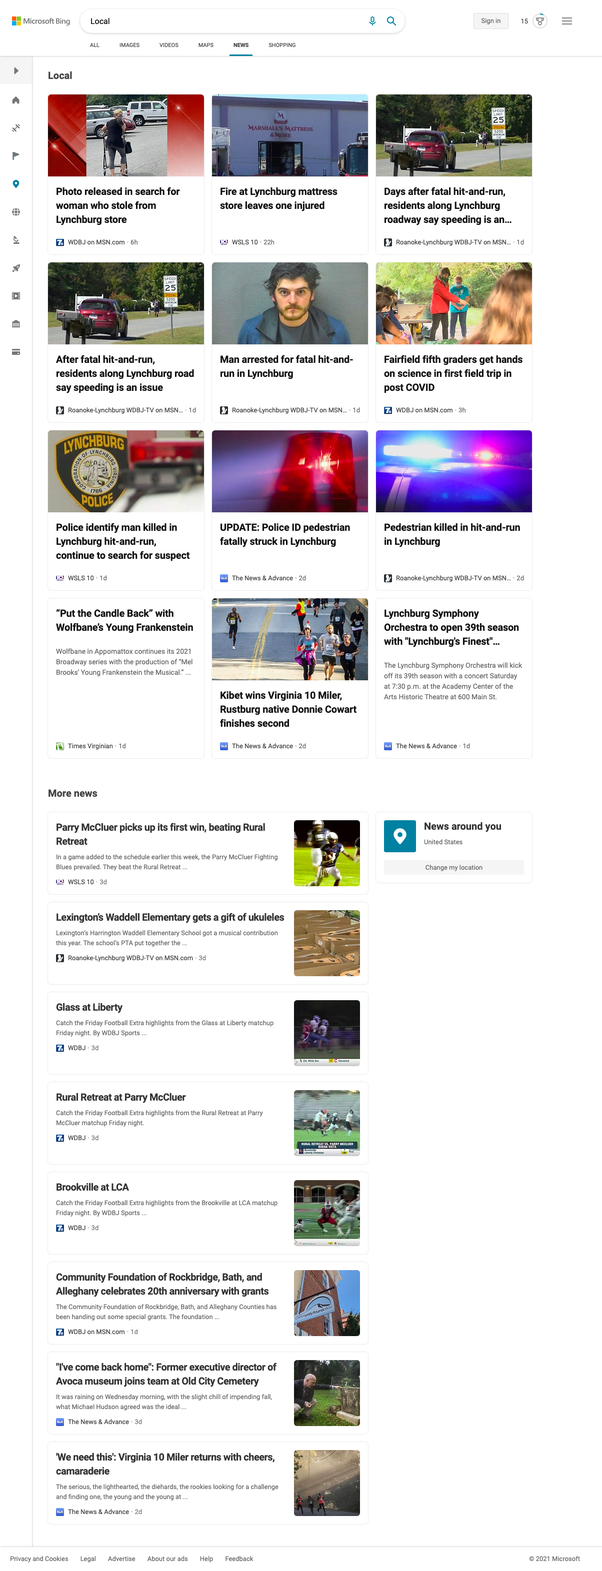 Microsoft Bing
Local
Sign in
15
ALL
IMAGES
VIDEOS
MAPS
NEWS
SHOPPING
Local
Photo released in search for
woman who stole from
Lynchburg store
WDBJ on MSN.com · 6h
MARSHALL'S MATTRESS
& MORE
Fire at Lynchburg mattress
store leaves one injured
WSLS 10 · 22h
SPEED
LIMIT
25
Days after fatal hit-and-run,
residents along Lynchburg
roadway say speeding is an...
Roanoke-Lynchburg WDBJ-TV on MSN... · 1d
SPEED
LIMIT
25
After fatal hit-and-run,
residents along Lynchburg road
say speeding is an issue
Roanoke-Lynchburg WDBJ-TV on MSN... · 1d
Man arrested for fatal hit-and-
run in Lynchburg
Roanoke-Lynchburg WDBJ-TV on MSN... · 1d
Fairfield fifth graders get hands
on science in first field trip in
post COVID
WDBJ on MSN.com · 3h
LYNCHBURG
POLICE
Police identify man killed in
Lynchburg hit-and-run,
continue to search for suspect
WSLS 10 · 1d
UPDATE: Police ID pedestrian
fatally struck in Lynchburg
The News & Advance · 2d
Pedestrian killed in hit-and-run
in Lynchburg
Roanoke-Lynchburg WDBJ-TV on MSN... · 2d
“Put the Candle Back” with
Wolfbane’s Young Frankenstein
Wolfbane in Appomattox continues its 2021
Broadway series with the production of “Mel
Brooks’ Young Frankenstein the Musical.” ...
Times Virginian · 1d
Kibet wins Virginia 10 Miler,
Rustburg native Donnie Cowart
finishes second
The News & Advance · 2d
Lynchburg Symphony
Orchestra to open 39th season
with "Lynchburg's Finest"...
The Lynchburg Symphony Orchestra will kick
off its 39th season with a concert Saturday
at 7:30 p.m. at the Academy Center of the
Arts Historic Theatre at 600 Main St.
The News & Advance · 1d
More news
Parry McCluer picks up its first win, beating Rural
Retreat
In a game added to the schedule earlier this week, the Parry McCluer Fighting
Blues prevailed. They beat the Rural Retreat ...
WSLS 10 · 3d
News around you
United States
Change my location
Lexington's Waddell Elementary gets a gift of ukuleles
Lexington's Harrington Waddell Elementary School got a musical contribution
this year. The school's PTA put together the ...
Roanoke-Lynchburg WDBJ-TV on MSN.com · 3d
Glass at Liberty
Catch the Friday Football Extra highlights from the Glass at Liberty matchup
Friday night. By WDBJ Sports ...
WDBJ · 3d
Rural Retreat at Parry McCluer
Catch the Friday Football Extra highlights from the Rural Retreat at Parry
McCluer matchup Friday night.
WDBJ · 3d
RURAL RETREAT VS. PARRY MCCLUER
Brookville at LCA
Catch the Friday Football Extra highlights from the Brookville at LCA matchup
Friday night. By WDBJ Sports ...
WDBJ · 3d
Community Foundation of Rockbridge, Bath, and
Alleghany celebrates 20th anniversary with grants
The Community Foundation of Rockbridge, Bath, and Alleghany Counties has
been handing out some special grants. The foundation ...
WDBJ on MSN.com · 1d
"I've come back home": Former executive director of
Avoca museum joins team at Old City Cemetery
It was raining on Wednesday morning, with the slight chill of impending fall,
what Michael Hudson agreed was the ideal ...
The News & Advance · 3d
'We need this': Virginia 10 Miler returns with cheers,
camaraderie
The serious, the lighthearted, the diehards, the rookies looking for a challenge
and finding one, the young and the young at ...
The News & Advance · 2d
Privacy and Cookies
Legal
Advertise
About our ads
Help
Feedback
© 2021 Microsoft